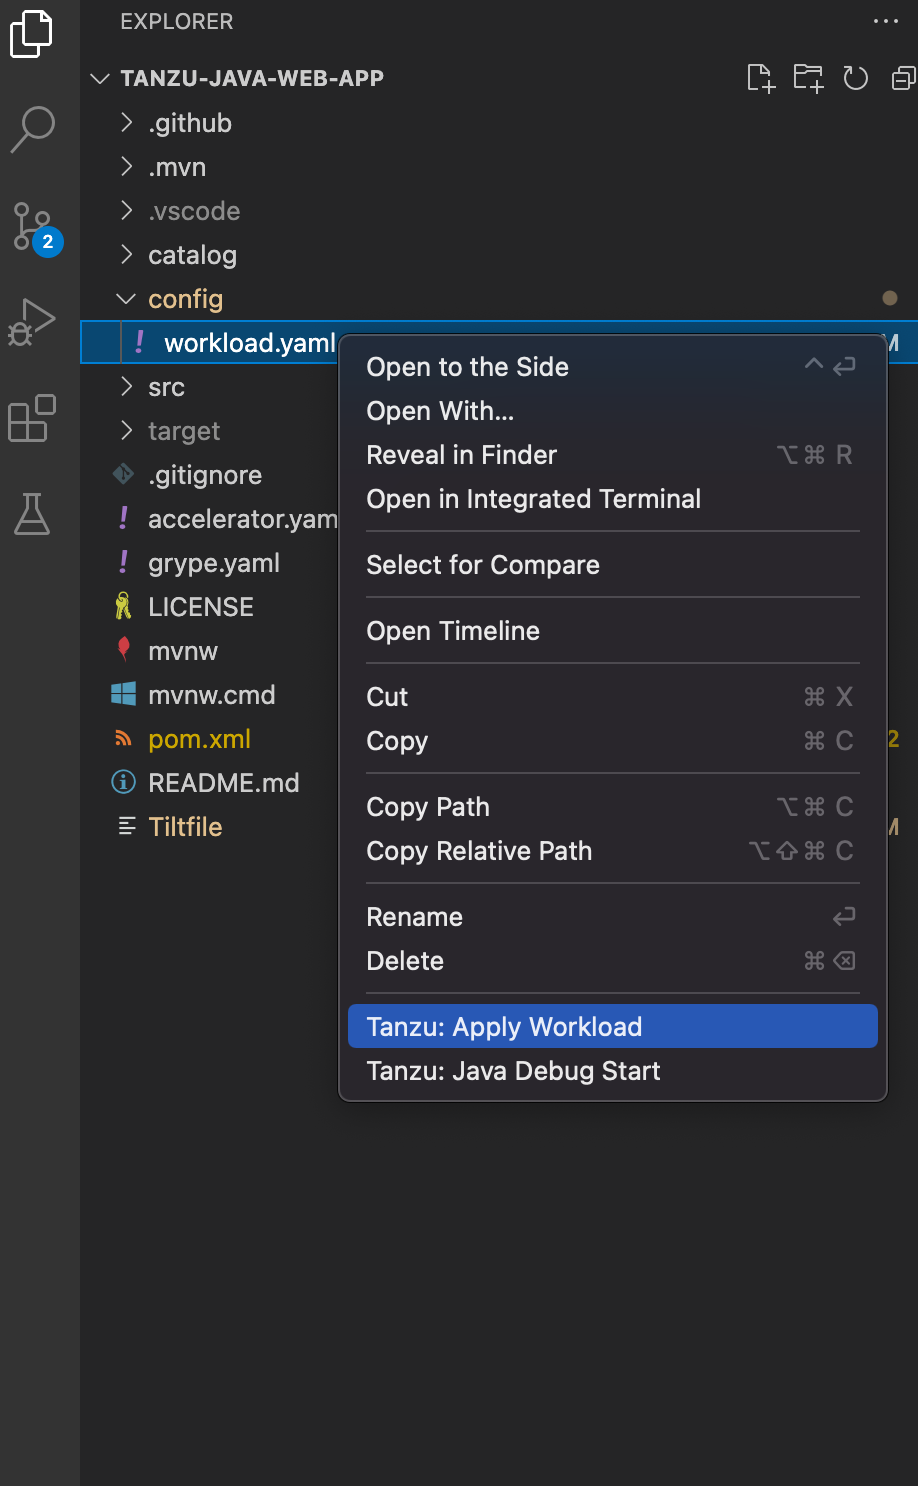 EXPLORER
TANZU-JAVA-WEB-APP
.github
.mvn
.vscode
2
catalog
config
! workload.yaml M
src
target
.gitignore
! accelerator.yam
! grype.yaml
LICENSE
mvnw
mvnw.cmd
pom.xml 2
README.md
Tiltfile M
Open to the Side ⌃ ⏎
Open With...
Reveal in Finder ⌥ ⌘ R
Open in Integrated Terminal
Select for Compare
Open Timeline
Cut ⌘ X
Copy ⌘ C
Copy Path ⌥ ⌘ C
Copy Relative Path ⌥ ⇧ ⌘ C
Rename ⏎
Delete ⌘ ⌫
Tanzu: Apply Workload
Tanzu: Java Debug Start